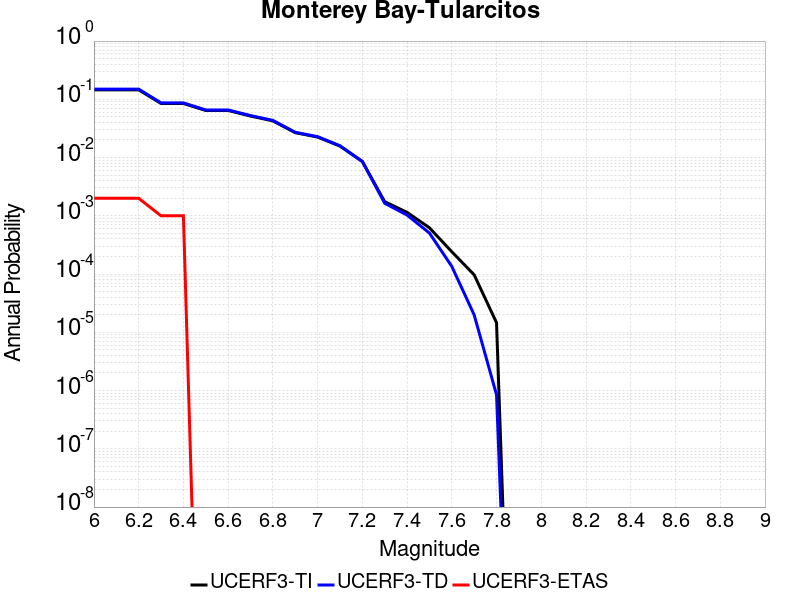 Monterey Bay-Tularcitos
10^0
10^-1
10^-2
10^-3
10^-4
10^-5
10^-6
10^-7
10^-8
Annual Probability
6 6.2 6.4 6.6 6.8 7 7.2 7.4 7.6 7.8 8 8.2 8.4 8.6 8.8 9
Magnitude
UCERF3-TI UCERF3-TD UCERF3-ETAS